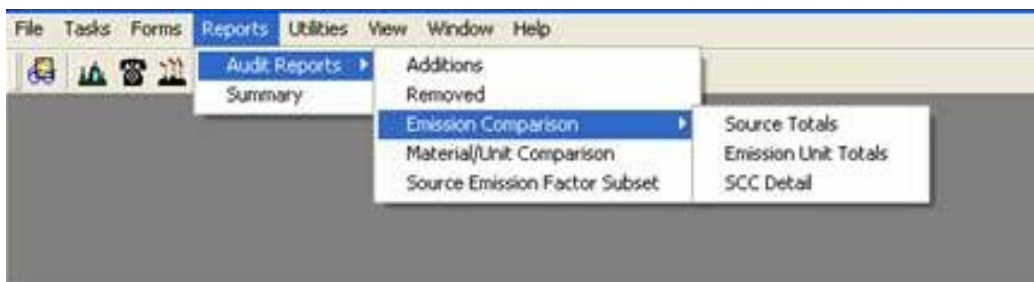 File Tasks Forms Reports Utilities View Window Help
Audit Reports
Summary
Additions
Removed
Emission Comparison
Material/Unit Comparison
Source Emission Factor Subset
Source Totals
Emission Unit Totals
SCC Detail